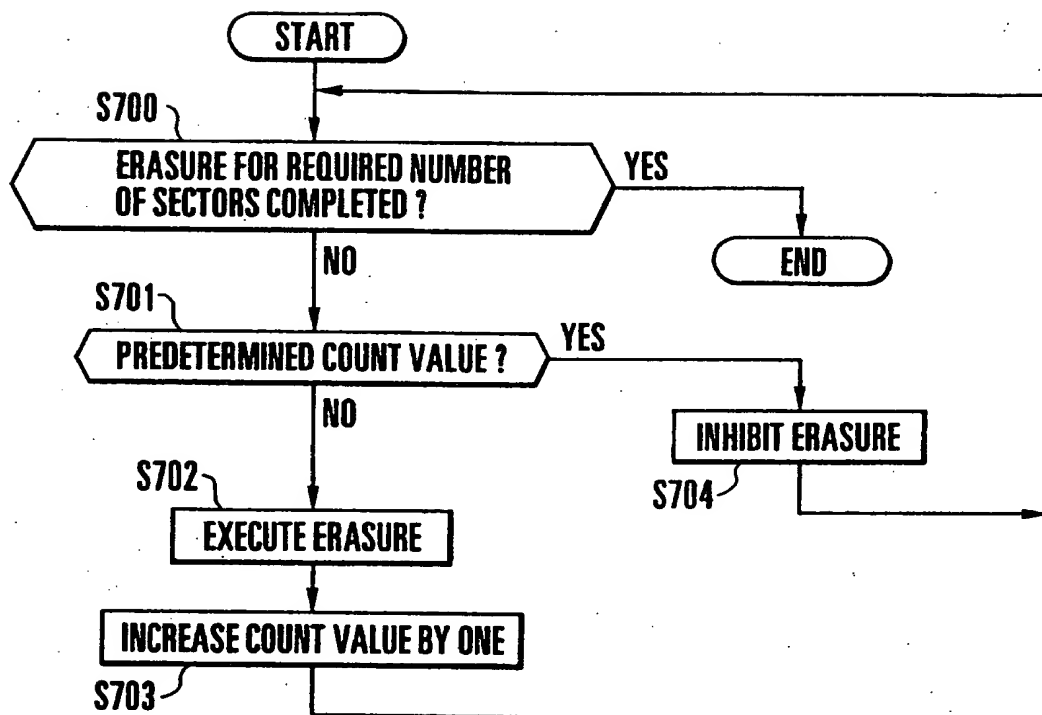 START
S700
ERASURE FOR REQUIRED NUMBER
OF SECTORS COMPLETED ?
YES
END
NO
S701
PREDETERMINED COUNT VALUE ?
YES
NO
INHIBIT ERASURE
S704
S702
EXECUTE ERASURE
INCREASE COUNT VALUE BY ONE
S703